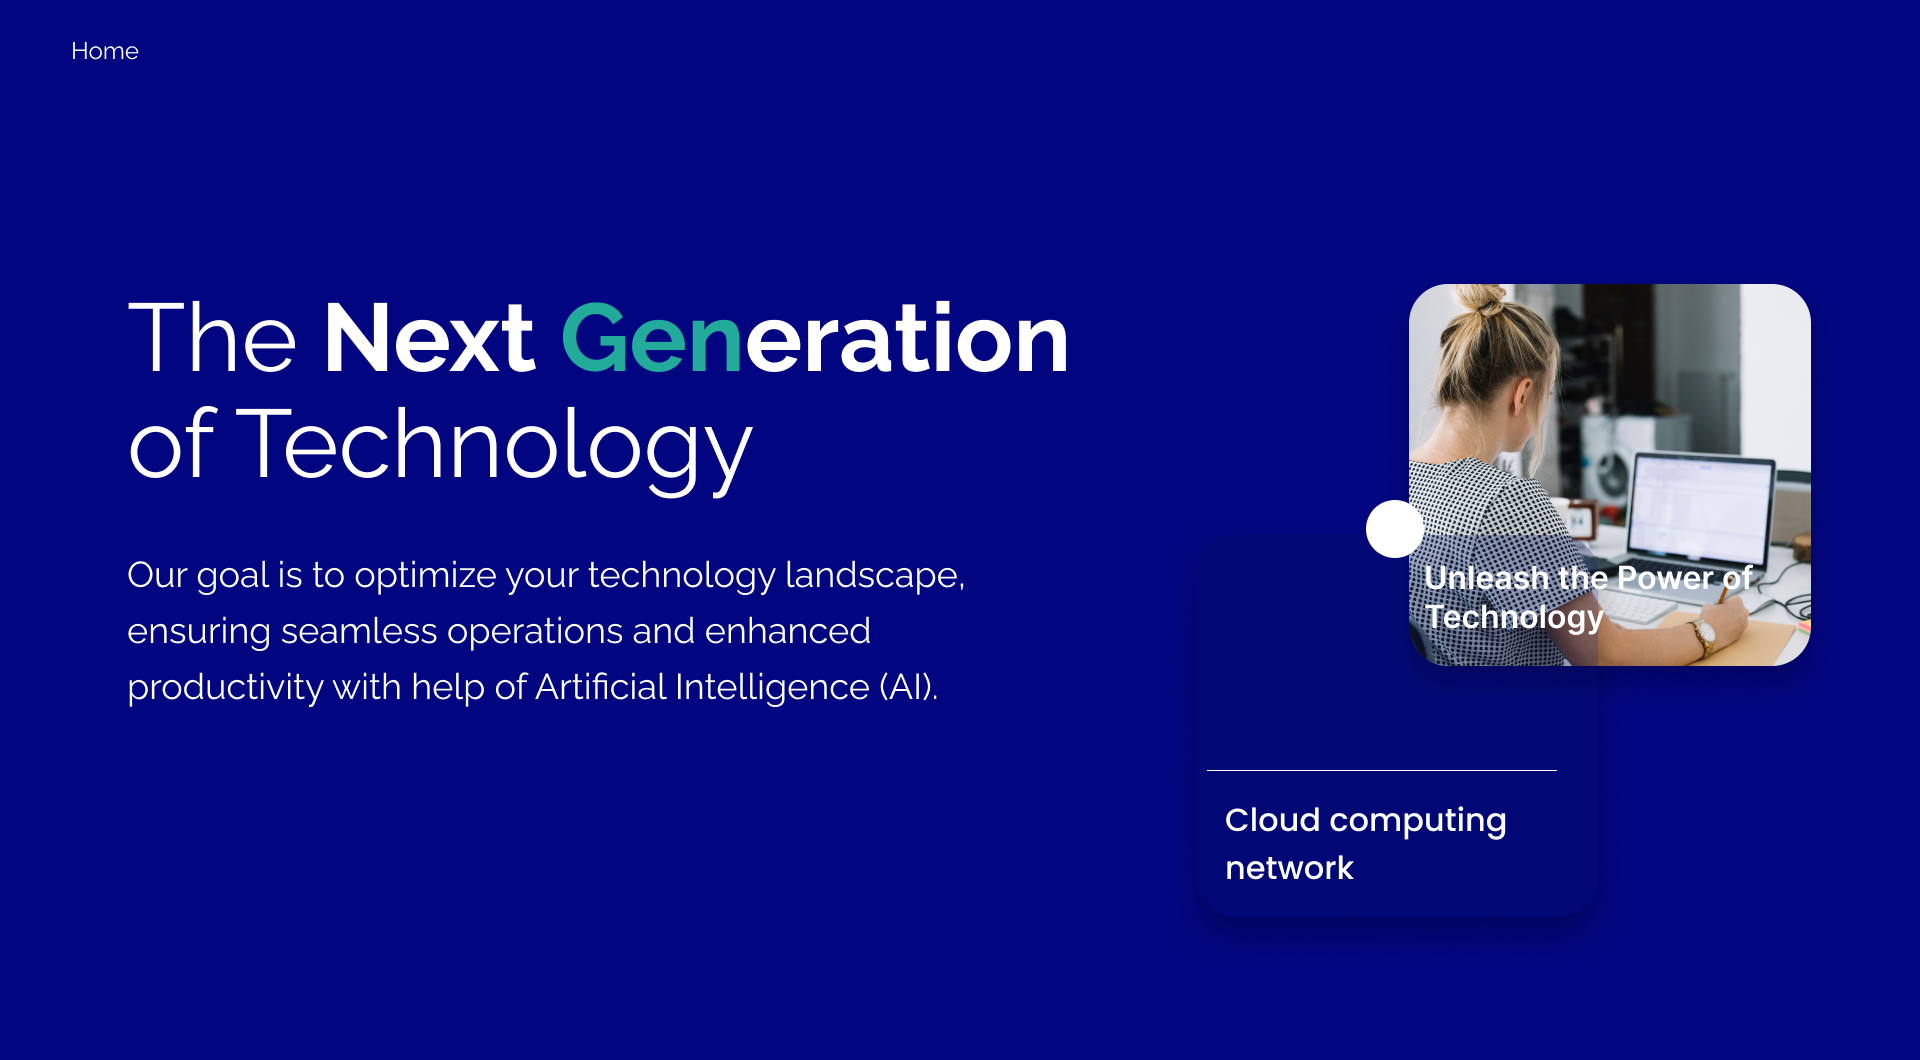 Home
The Next Generation
of Technology
Our goal is to optimize your technology landscape,
ensuring seamless operations and enhanced
productivity with help of Artificial Intelligence (AI).
Unleash the Power of
Technology
Cloud computing
network